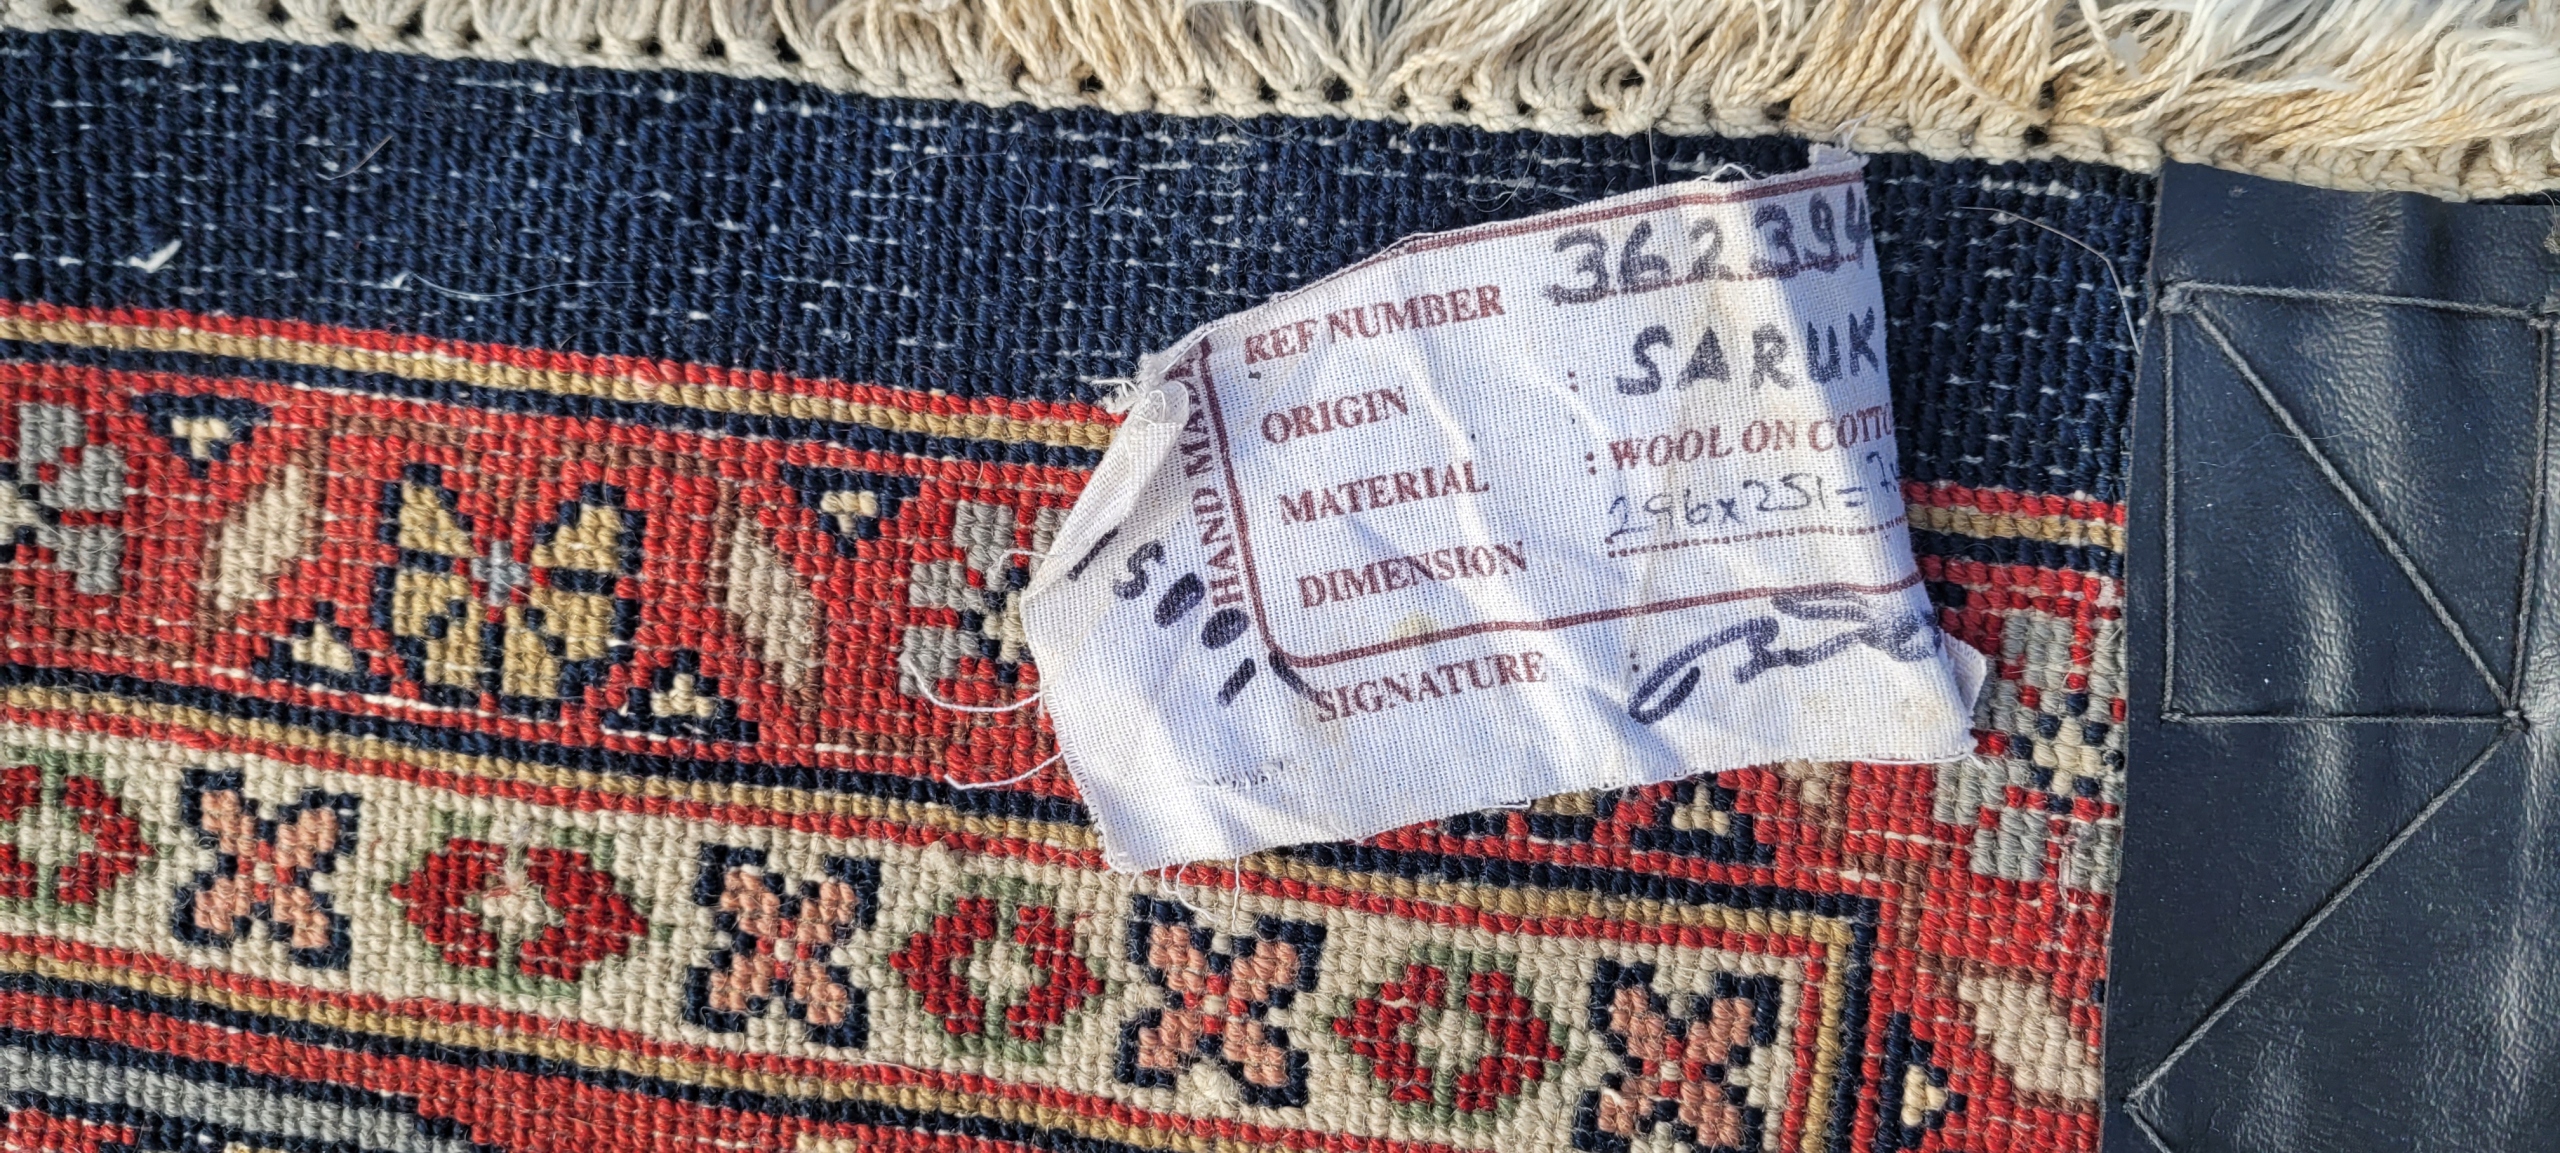 REF NUMBER 362394
ORIGIN : SARUK
MATERIAL : WOOL ON COTTO
DIMENSION 296x251=
SIGNATURE :
HAND MADE